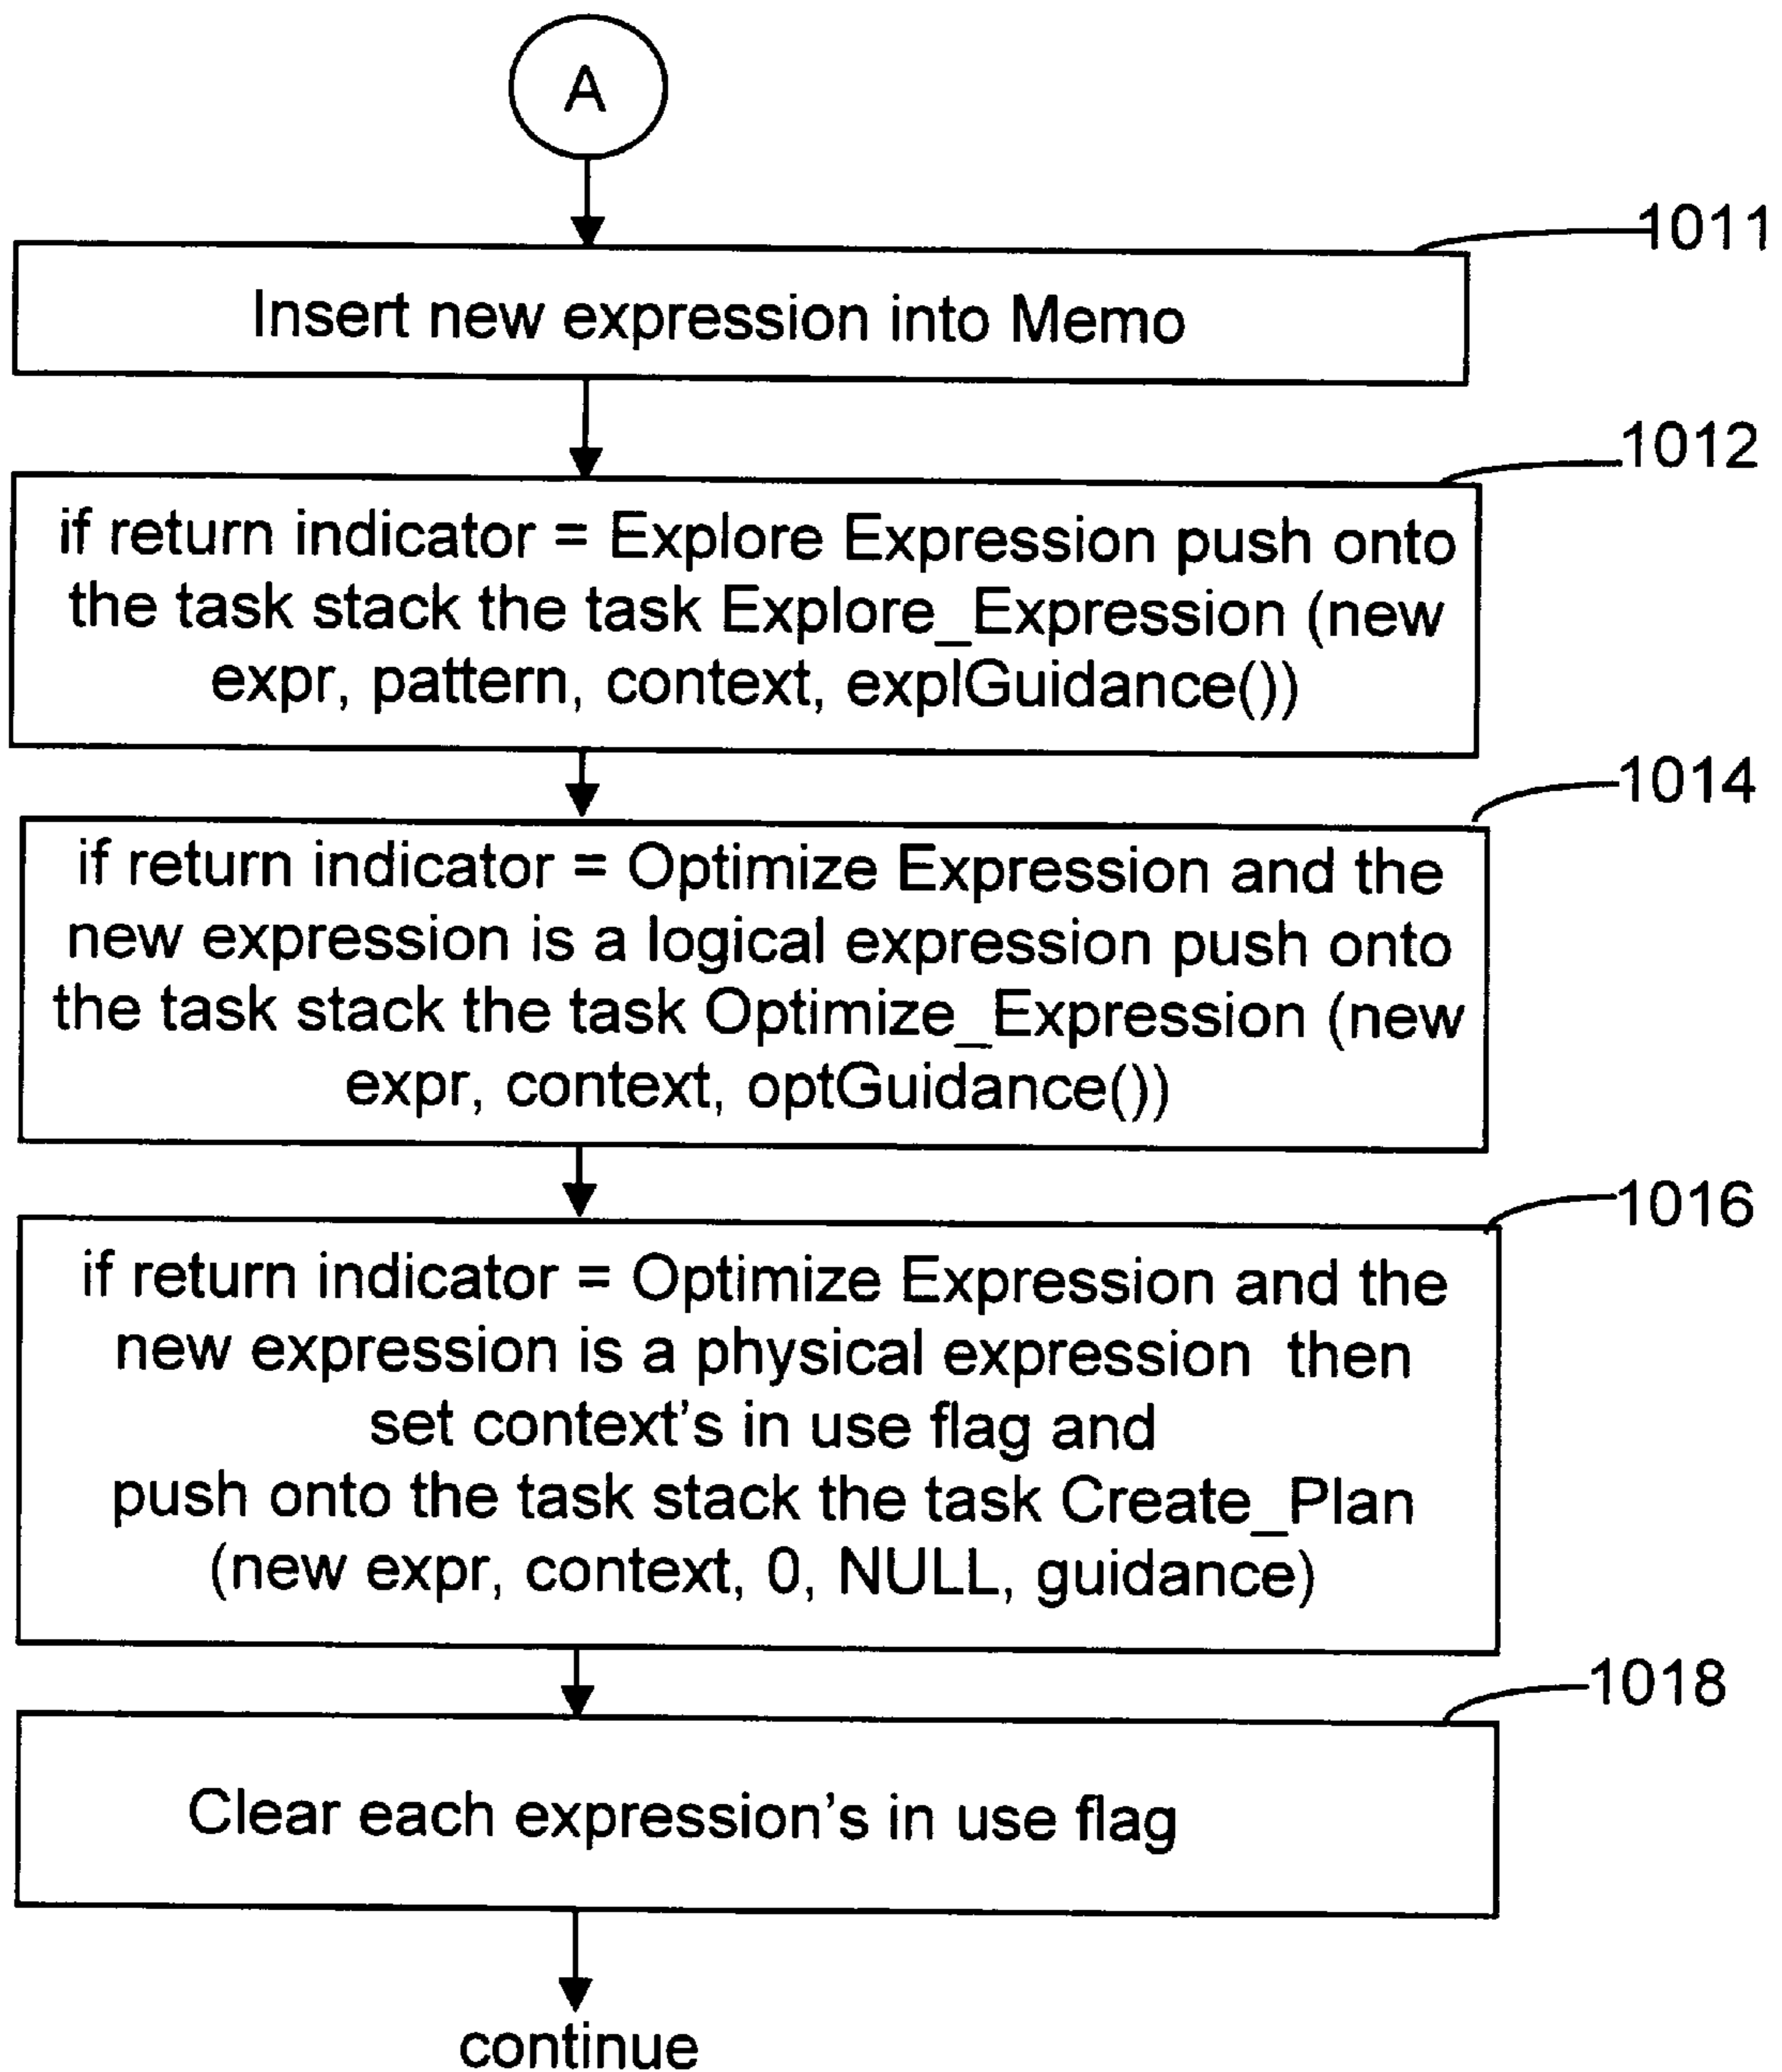 A
1011
Insert new expression into Memo
1012
if return indicator = Explore Expression push onto
the task stack the task Explore_Expression (new
expr, pattern, context, explGuidance())
1014
if return indicator = Optimize Expression and the
new expression is a logical expression push onto
the task stack the task Optimize_Expression (new
expr, context, optGuidance())
1016
if return indicator = Optimize Expression and the
new expression is a physical expression then
set context's in use flag and
push onto the task stack the task Create_Plan
(new expr, context, 0, NULL, guidance)
1018
Clear each expression's in use flag
continue